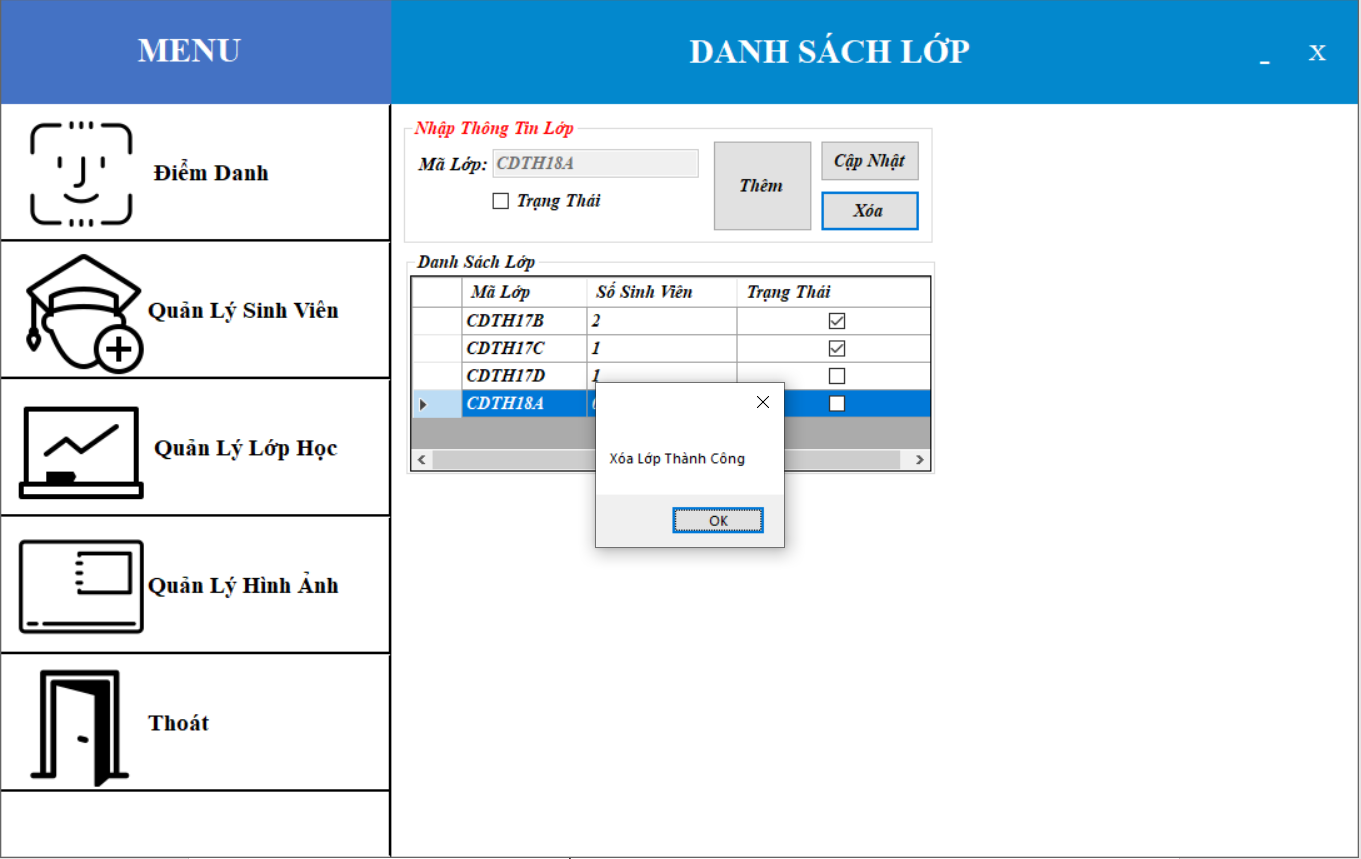 MENU
DANH SÁCH LỚP
_ X
Điểm Danh
Quản Lý Sinh Viên
Quản Lý Lớp Học
Quản Lý Hình Ảnh
Thoát
Nhập Thông Tin Lớp
Mã Lớp: CDTH18A
Trạng Thái
Thêm
Cập Nhật
Xóa
Danh Sách Lớp
Mã Lớp Số Sinh Viên Trạng Thái
CDTH17B 2
CDTH17C 1
CDTH17D 1
CDTH18A
Xóa Lớp Thành Công
OK